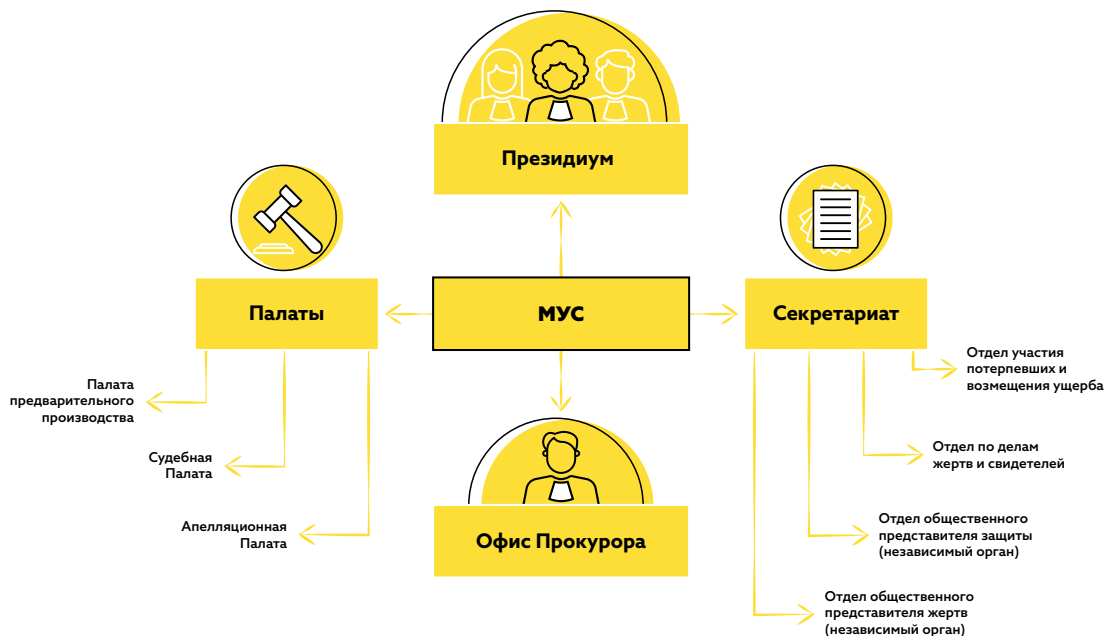 Президиум
Палаты
МУС
Секретариат
Палата
предварительного
производства
Судебная
Палата
Апелляционная
Палата
Офис Прокурора
Отдел участия
потерпевших и
возмещения ущерба
Отдел по делам
жертв и свидетелей
Отдел общественного
представителя защиты
(независимый орган)
Отдел общественного
представителя жертв
(независимый орган)